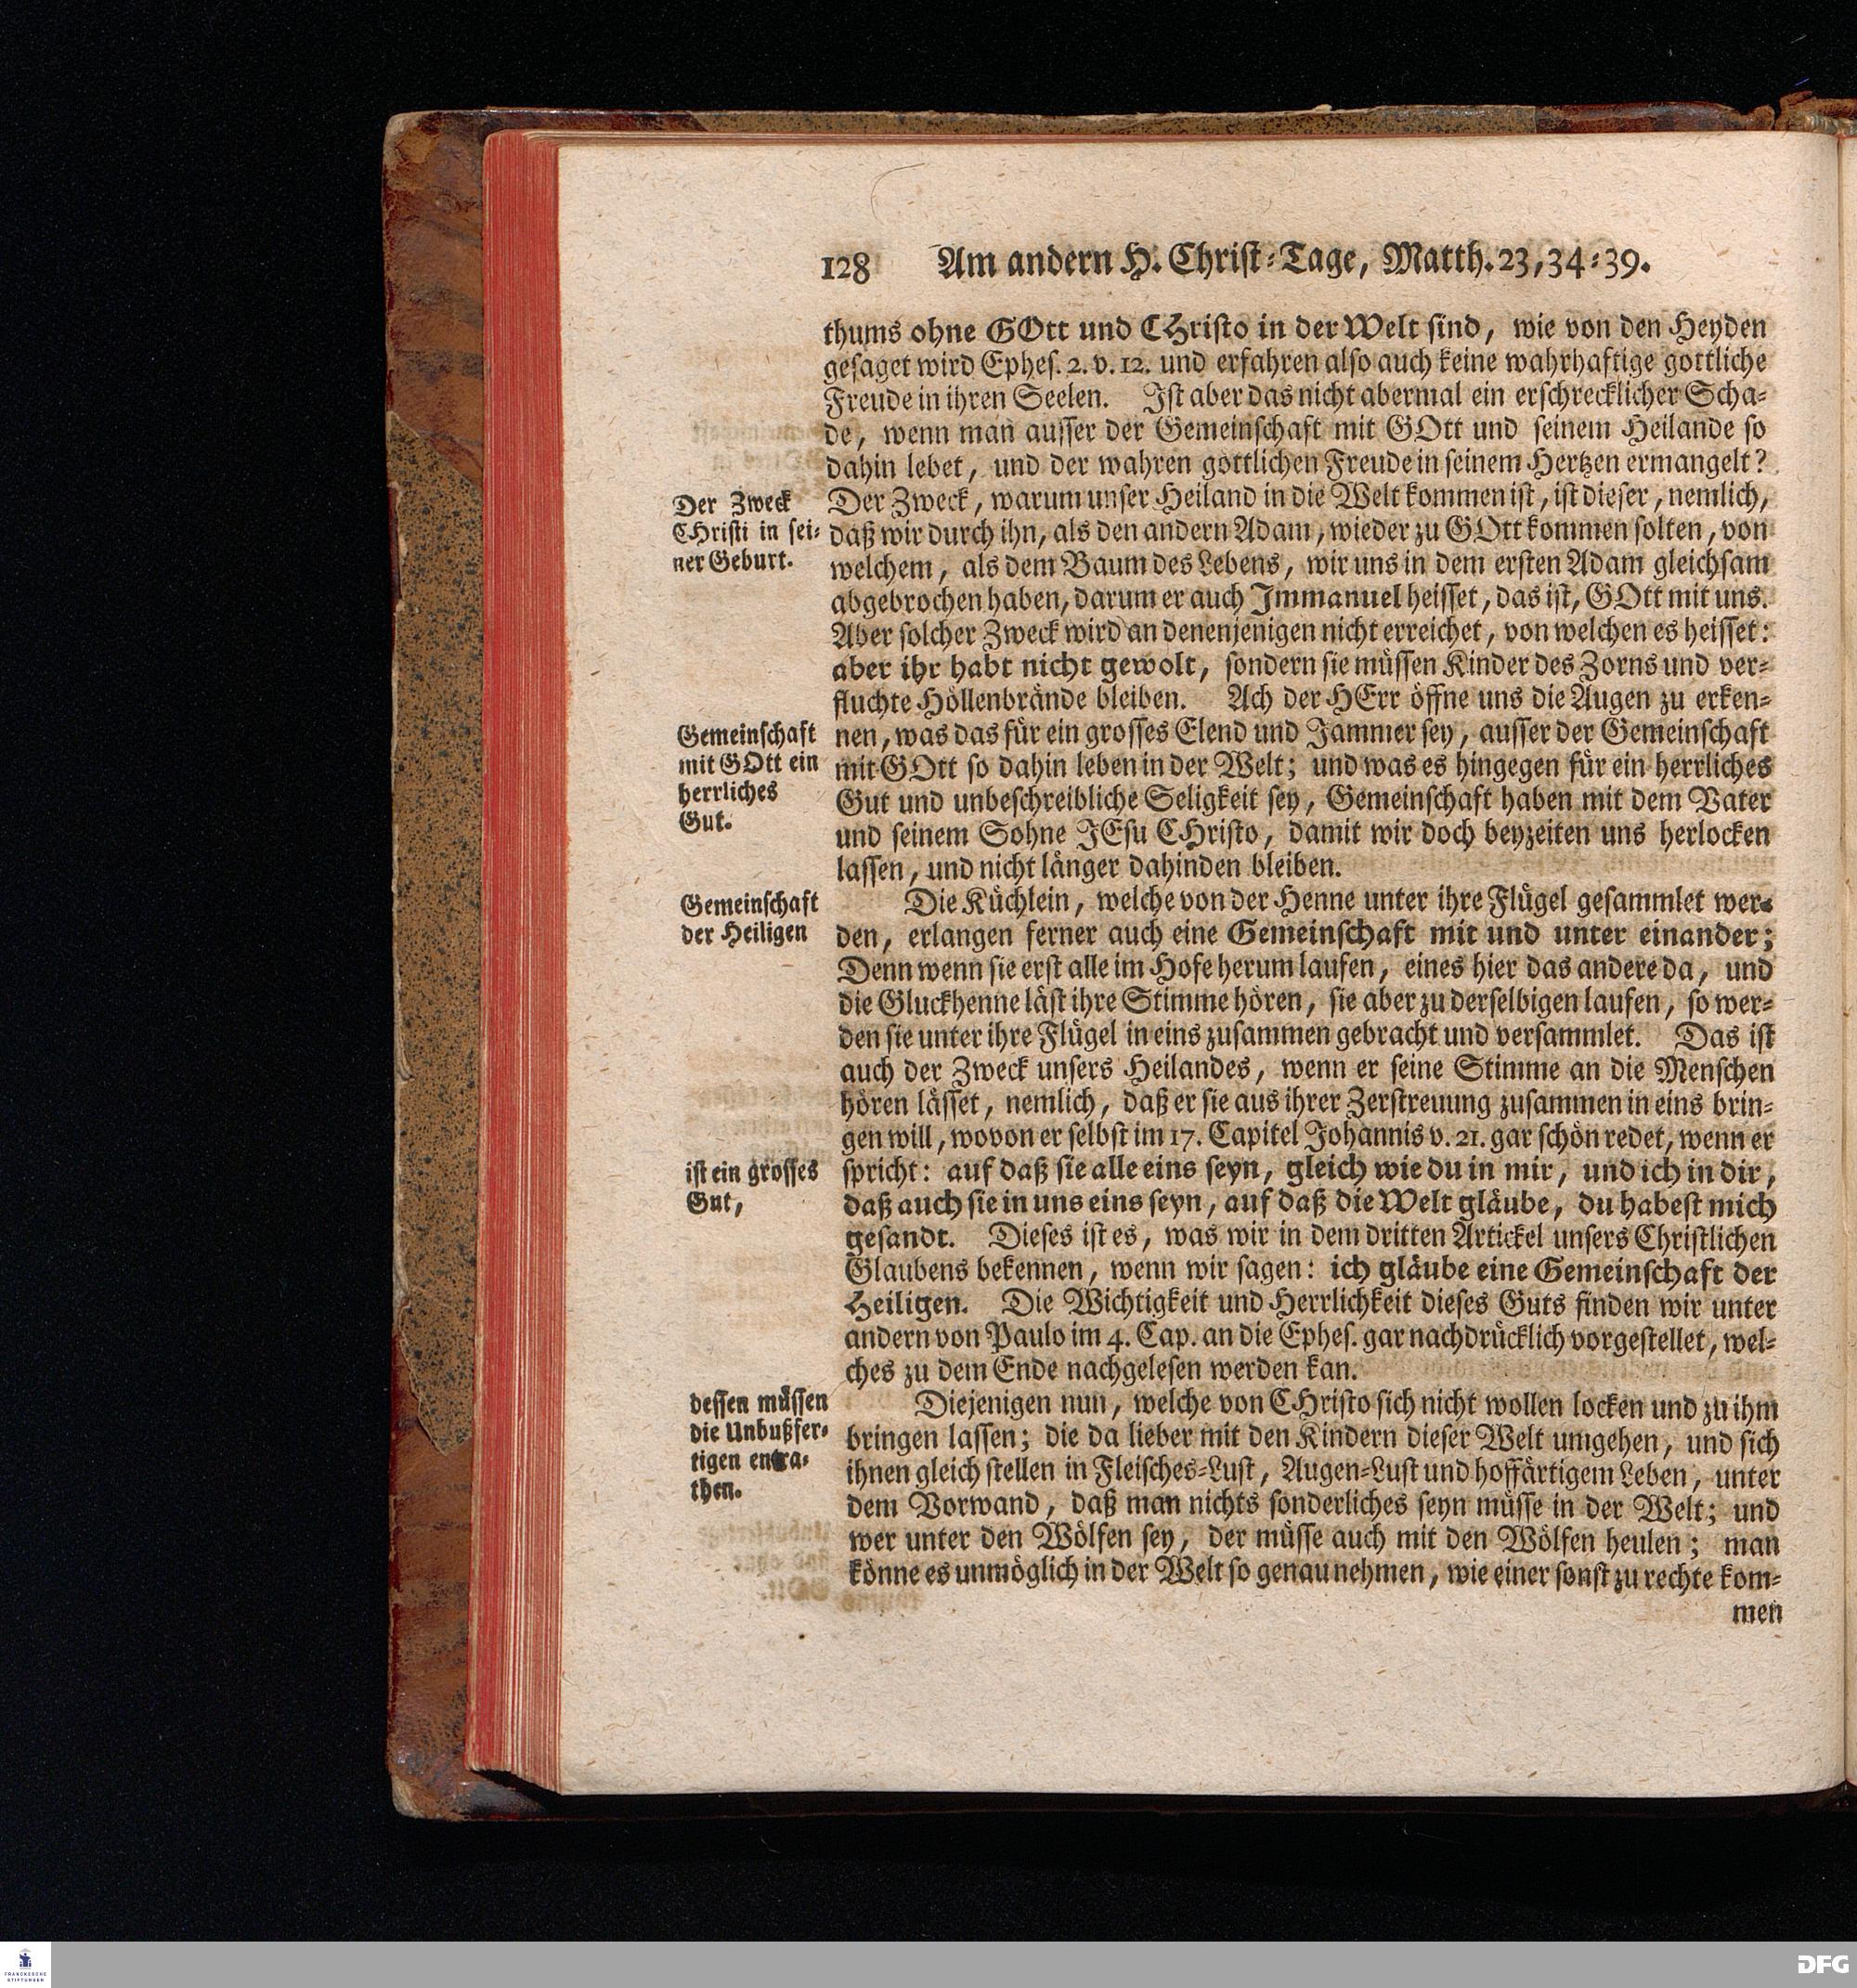 128 Am andern H. Christ-Tage, Matth. 23, 34-39.
thums ohne GOtt und CHristo in der Welt sind, wie von den Heyden
gesaget wird Ephes. 2. v. 12. und erfahren also auch keine wahrhaftige gottliche
Freude in ihren Seelen. Ist aber das nicht abermal ein erschrecklicher Scha-
de, wenn man ausser der Gemeinschaft mit GOtt und seinem Heilande so
dahin lebet, und der wahren göttlichen Freude in seinem Hertzen ermangelt?
Der Zweck
CHristi in sei-
ner Geburt.
Der Zweck, warum unser Heiland in die Welt kommen ist, ist dieser, nemlich,
daß wir durch ihn, als den andern Adam, wieder zu GOtt kommen solten, von
welchem, als dem Baum des Lebens, wir uns in dem ersten Adam gleichsam
abgebrochen haben, darum er auch Immanuel heisset, das ist, GOtt mit uns.
Aber solcher Zweck wird an denenjenigen nicht erreichet, von welchen es heisset:
aber ihr habt nicht gewolt, sondern sie müssen Kinder des Zorns und ver-
fluchte Höllenbrände bleiben. Ach der HErr öffne uns die Augen zu erken-
Gemeinschaft
mit GOtt ein
herrliches
Gut.
nen, was das für ein grosses Elend und Jammer sey, ausser der Gemeinschaft
mit GOtt so dahin leben in der Welt; und was es hingegen für ein herrliches
Gut und unbeschreibliche Seligkeit sey, Gemeinschaft haben mit dem Vater
und seinem Sohne JEsu CHristo, damit wir doch beyzeiten uns herlocken
lassen, und nicht länger dahinden bleiben.
Gemeinschaft
der Heiligen
Die Küchlein, welche von der Henne unter ihre Flügel gesammlet wer-
den, erlangen ferner auch eine Gemeinschaft mit und unter einander;
Denn wenn sie erst alle im Hofe herum laufen, eines hier das andere da, und
die Gluckhenne läst ihre Stimme hören, sie aber zu derselbigen laufen, so wer-
den sie unter ihre Flügel in eins zusammen gebracht und versammlet. Das ist
auch der Zweck unsers Heilandes, wenn er seine Stimme an die Menschen
hören lässet, nemlich, daß er sie aus ihrer Zerstreuung zusammen in eins brin-
gen will, wovon er selbst im 17. Capitel Johannis v. 21. gar schön redet, wenn er
ist ein grosses
Gut,
spricht: auf daß sie alle eins seyn, gleich wie du in mir, und ich in dir,
daß auch sie in uns eins seyn, auf daß die Welt gläube, du habest mich
gesandt. Dieses ist es, was wir in dem dritten Artickel unsers Christlichen
Glaubens bekennen, wenn wir sagen: ich gläube eine Gemeinschaft der
Heiligen. Die Wichtigkeit und Herrlichkeit dieses Guts finden wir unter
andern von Paulo im 4. Cap. an die Ephes. gar nachdrücklich vorgestellet, wel-
ches zu dem Ende nachgelesen werden kan.
dessen müssen
die Unbußfer-
tigen entra-
then.
Diejenigen nun, welche von CHristo sich nicht wollen locken und zu ihm
bringen lassen; die da lieber mit den Kindern dieser Welt umgehen, und sich
ihnen gleich stellen in Fleisches-Lust, Augen-Lust und hoffärtigem Leben, unter
dem Vorwand, daß man nichts sonderliches seyn müsse in der Welt; und
wer unter den Wölfen sey, der müsse auch mit den Wölfen heulen; man
könne es unmöglich in der Welt so genau nehmen, wie einer sonst zu rechte kom-
men
FRANCKESCHE
STIFTUNGEN
DFG